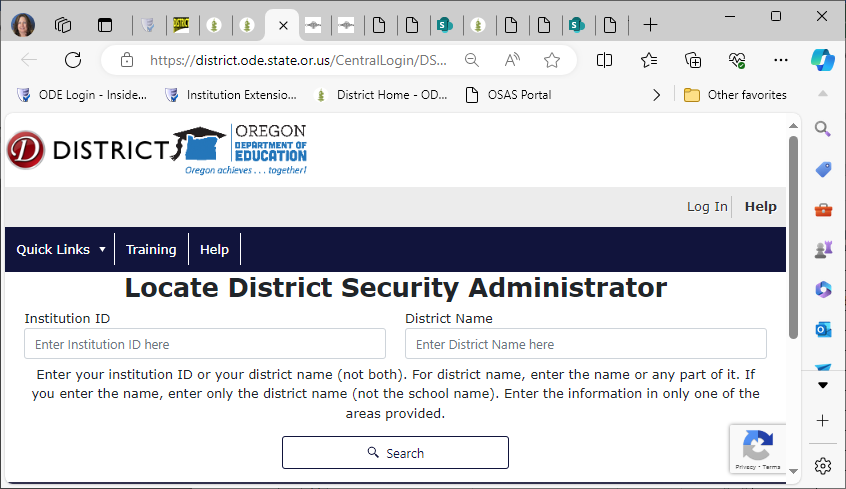 https://district.ode.state.or.us/CentralLogin/DS...
ODE Login - Inside...
Institution Extensio...
District Home - OD...
OSAS Portal
Other favorites
D DISTRICT
OREGON
DEPARTMENT OF
EDUCATION
Oregon achieves . . . together!
Log In
Help
Quick Links
Training
Help
Locate District Security Administrator
Institution ID
District Name
Enter Institution ID here
Enter District Name here
Enter your institution ID or your district name (not both). For district name, enter the name or any part of it. If
you enter the name, enter only the district name (not the school name). Enter the information in only one of the
areas provided.
Search
Privacy • Terms